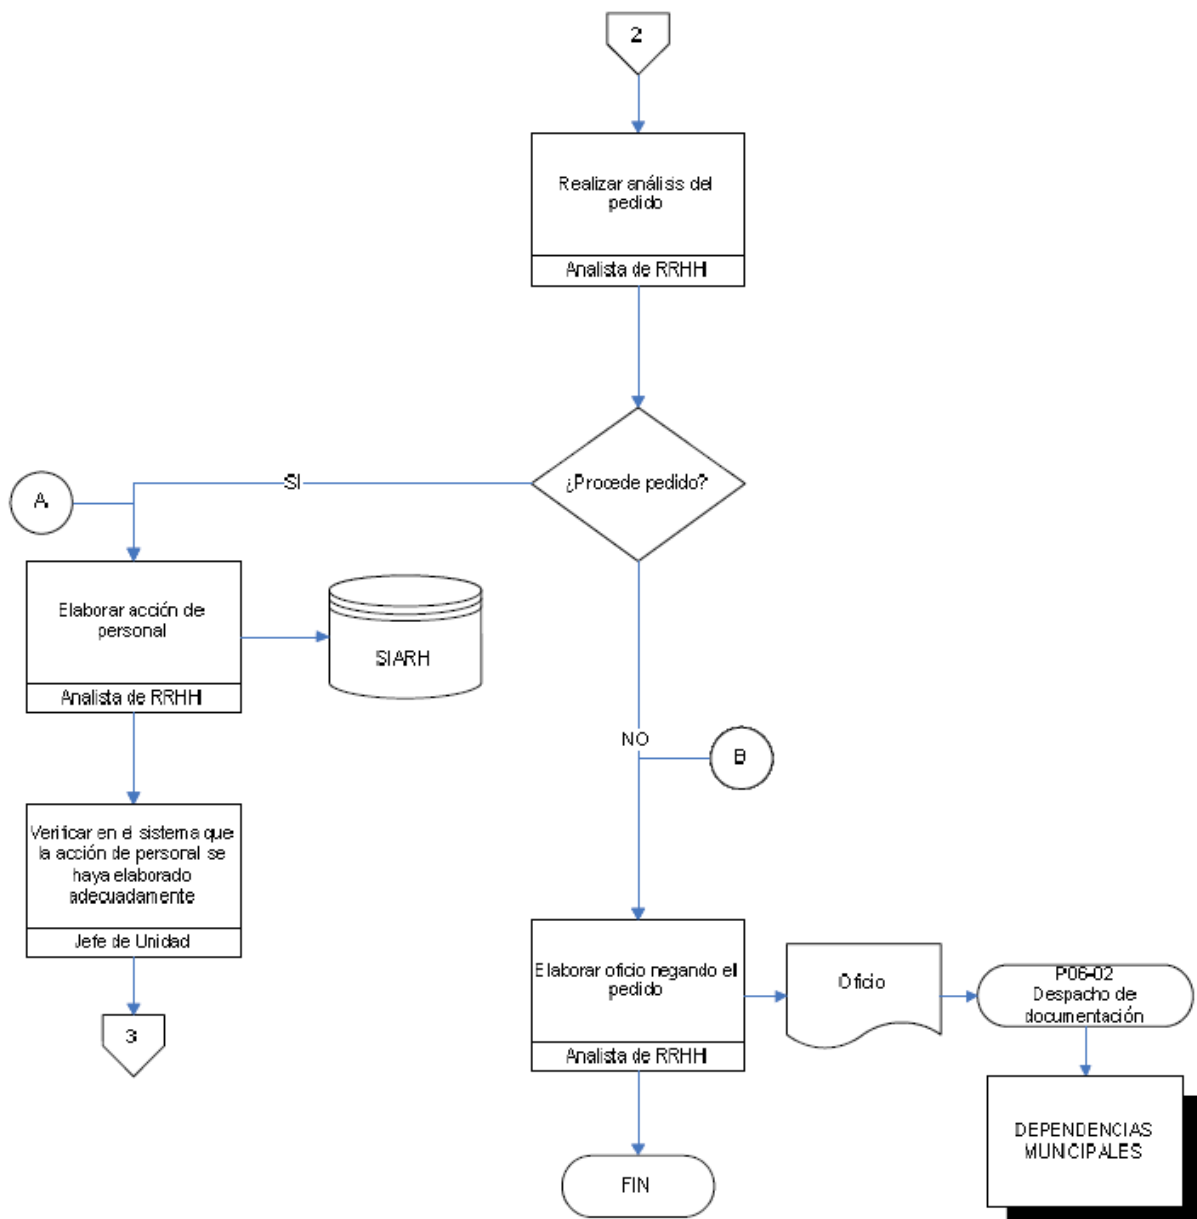 2
Realizar análisis del
pedido
Analista de RRHH
¿Procede pedido?
SI
A
Elaborar acción de
personal
Analista de RRHH
SIARH
NO
B
Verificar en el sistema que
la acción de personal se
haya elaborado
adecuadamente
Jefe de Unidad
3
Elaborar oficio negando el
pedido
Analista de RRHH
Oficio
P06-02
Despacho de
documentación
DEPENDENCIAS
MUNICIPALES
FIN